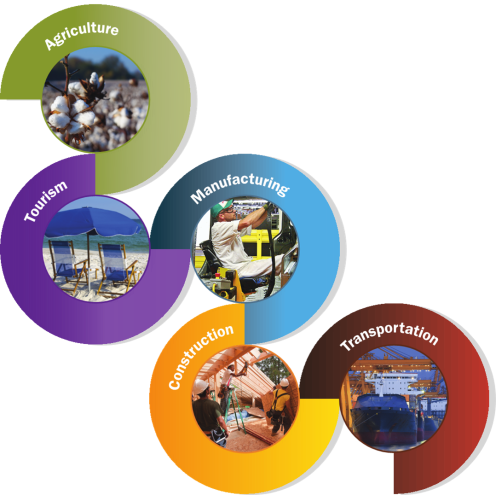 Agriculture
Tourism
Manufacturing
Construction
Transportation